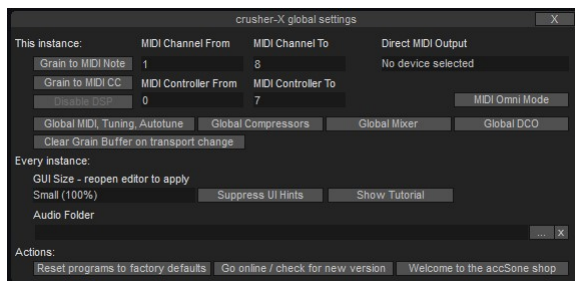 crusher-X global settings X
This instance: MIDI Channel From MIDI Channel To Direct MIDI Output
Grain to MIDI Note 1 8 No device selected
Grain to MIDI CC MIDI Controller From MIDI Controller To
Disable DSP 0 7 MIDI Omni Mode
Global MIDI, Tuning, Autotune Global Compressors Global Mixer Global DCO
Clear Grain Buffer on transport change
Every instance:
GUI Size - reopen editor to apply
Small (100%) Suppress UI Hints Show Tutorial
Audio Folder
... x
Actions:
Reset programs to factory defaults Go online / check for new version Welcome to the accSone shop